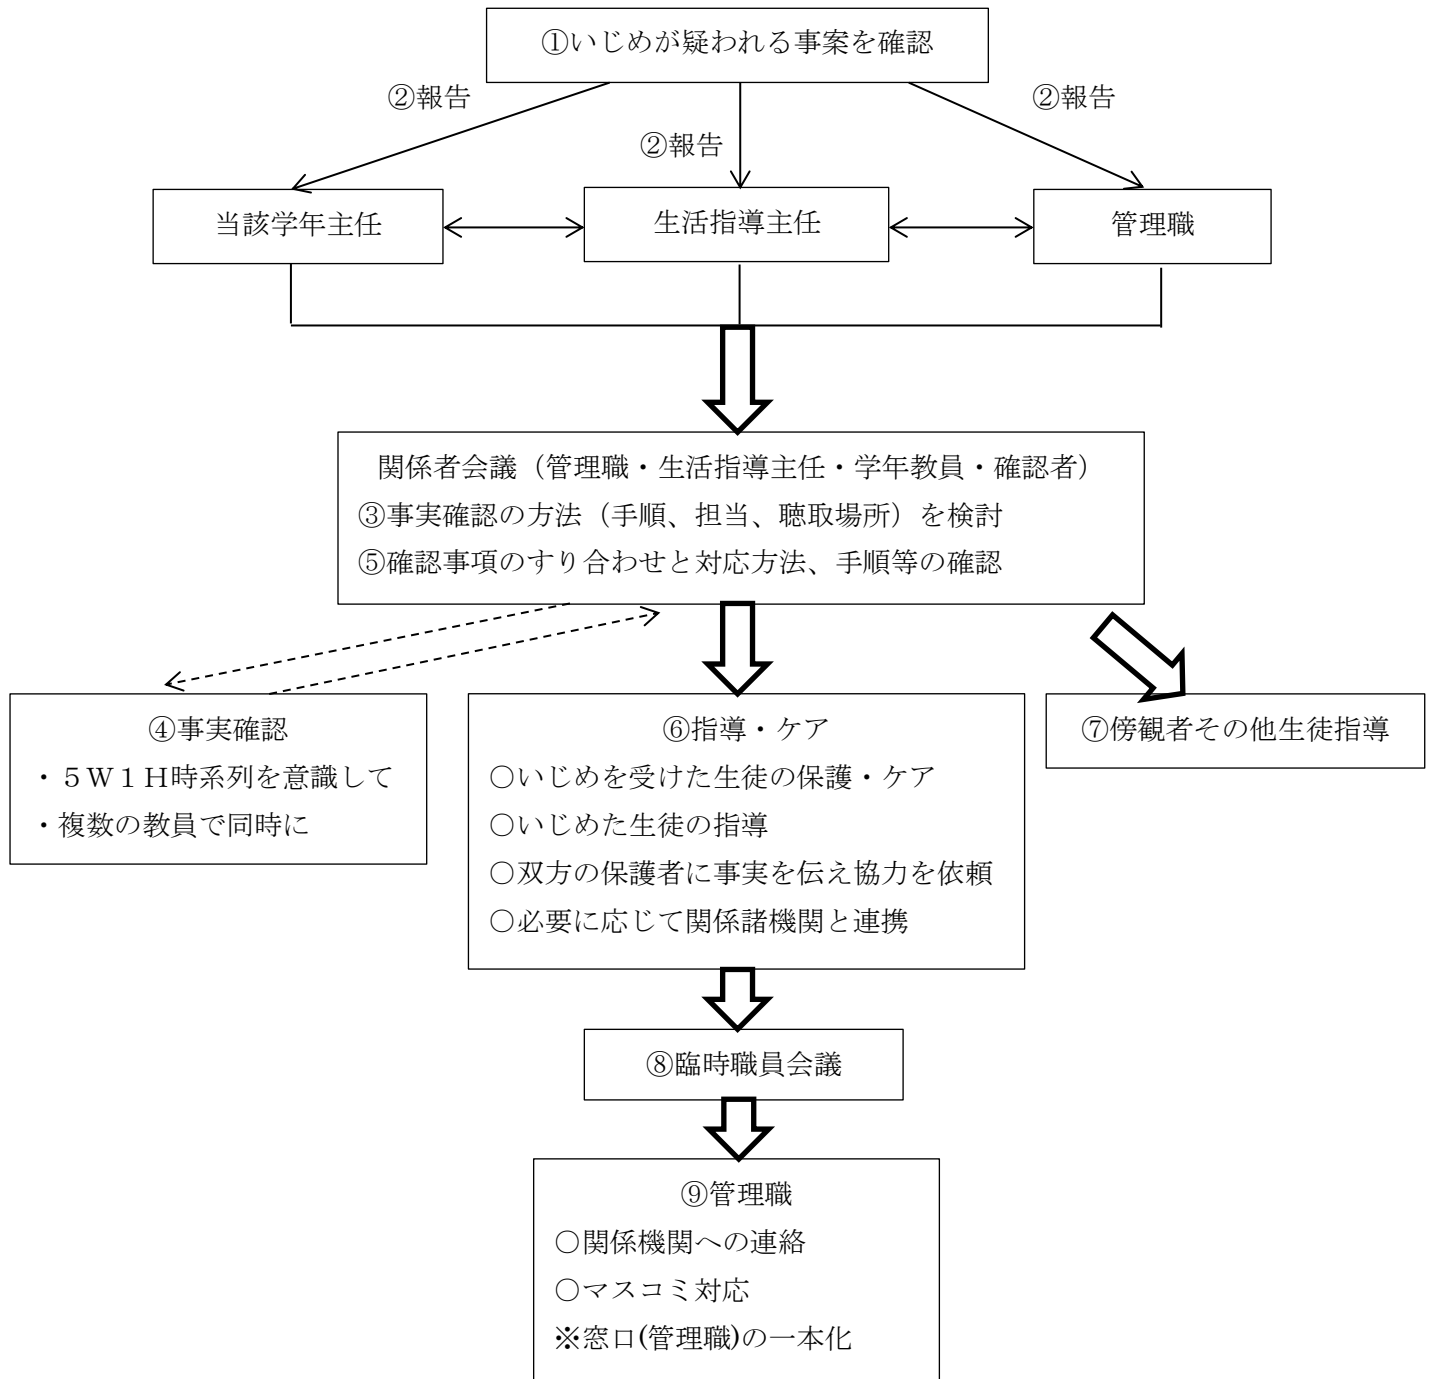 ①いじめが疑われる事案を確認
②報告
②報告
②報告
当該学年主任
生活指導主任
管理職
関係者会議（管理職・生活指導主任・学年教員・確認者）
③事実確認の方法（手順、担当、聴取場所）を検討
⑤確認事項のすり合わせと対応方法、手順等の確認
④事実確認
・５Ｗ１Ｈ時系列を意識して
・複数の教員で同時に
⑥指導・ケア
○いじめを受けた生徒の保護・ケア
○いじめた生徒の指導
○双方の保護者に事実を伝え協力を依頼
○必要に応じて関係諸機関と連携
⑦傍観者その他生徒指導
⑧臨時職員会議
⑨管理職
○関係機関への連絡
○マスコミ対応
※窓口(管理職)の一本化